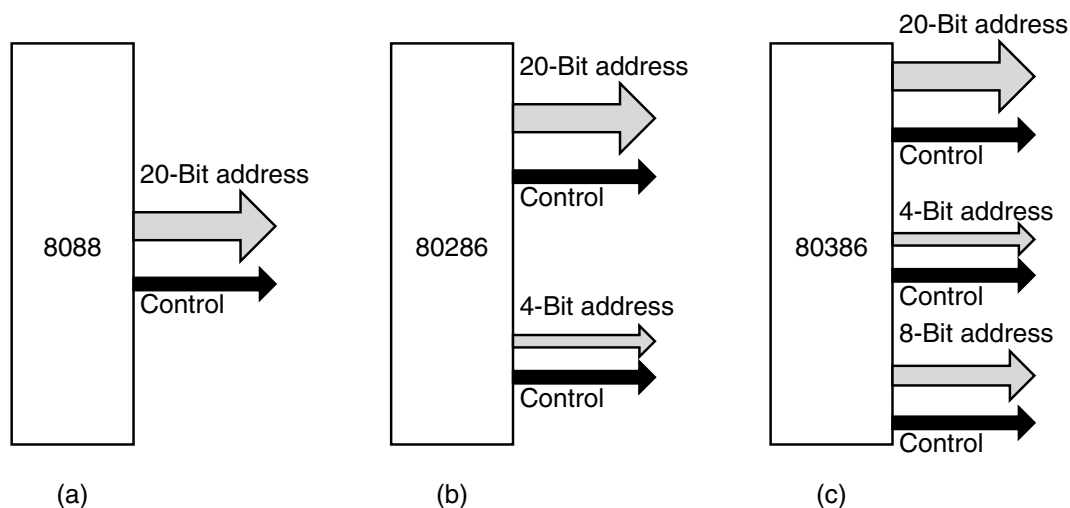 20-Bit address
8088
Control
(a)
20-Bit address
Control
80286
4-Bit address
Control
(b)
20-Bit address
Control
4-Bit address
80386
Control
8-Bit address
Control
(c)